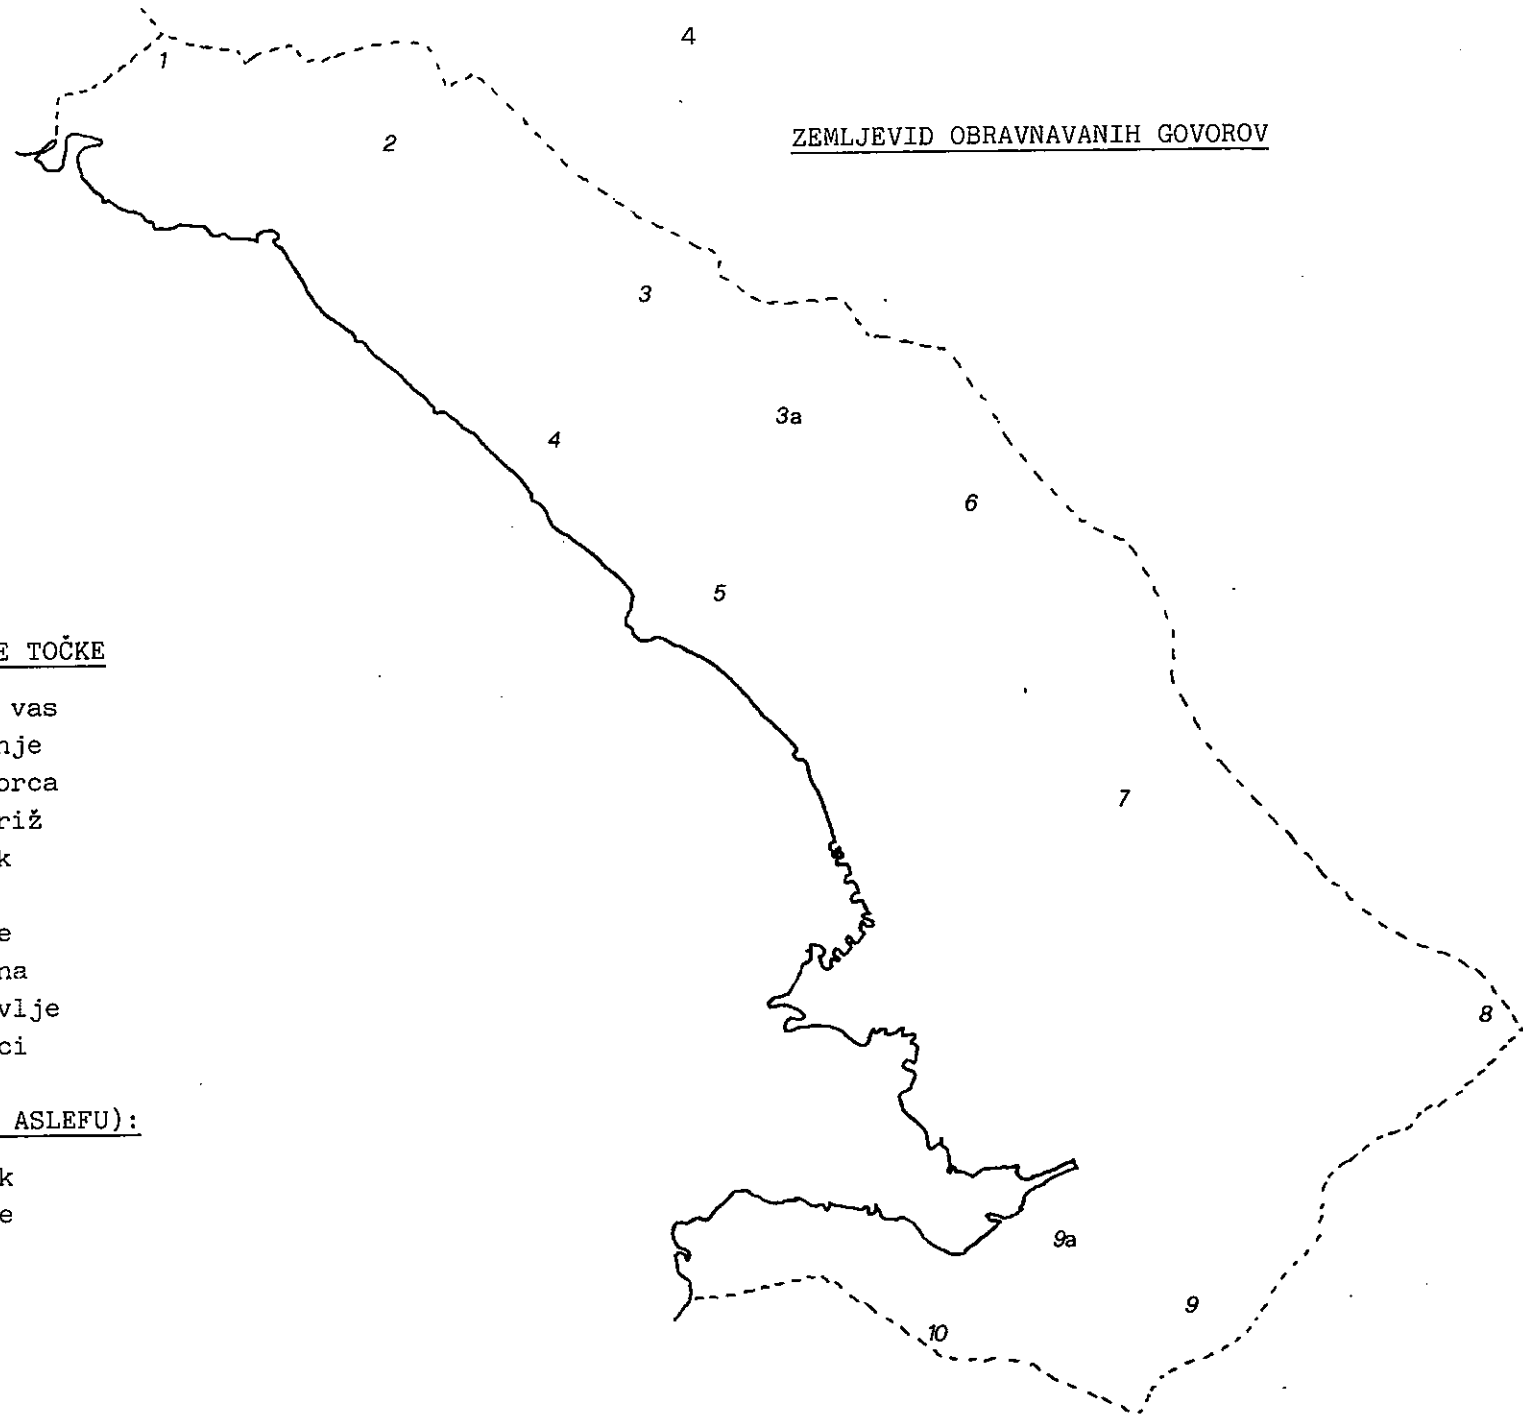 4
ZEMLJEVID OBRAVNAVANIH GOVOROV
1
2
3
3a
4
6
5
7
8
9a
9
10
E TOČKE
vas
nje
orca
riž
k
e
na
vlje
ci
ASLEFU):
k
e